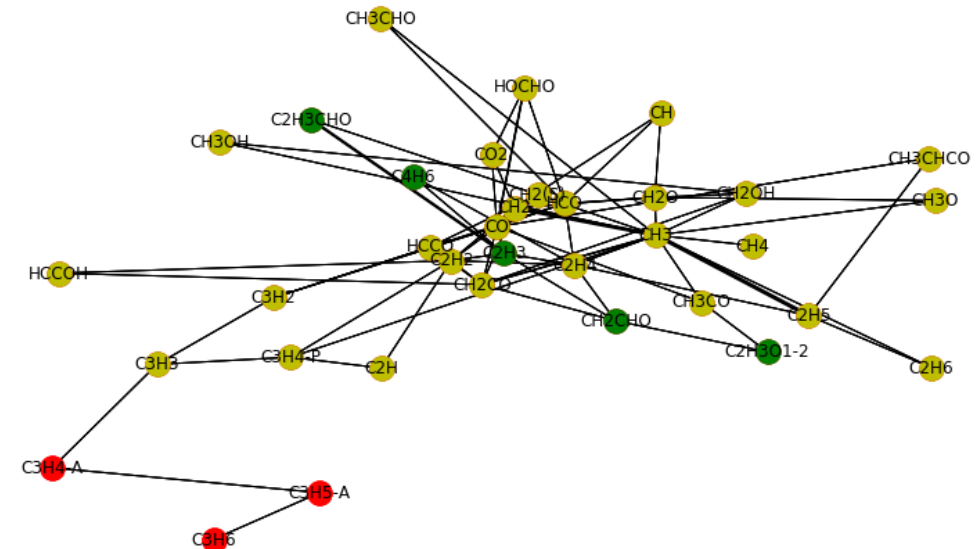 CH3CHO
HOCHO
CH
C2H3CHO
CH3OH
CO2
CH3CHCO
C4H6
CH2(S)
HCO
CH2O
CH2OH
CH3O
CH2
CO
CH3
CH4
HCCO
C2H3
C2H2
C2H4
HCCOH
CH2CO
C3H2
CH3CO
C2H5
CH2CHO
C2H3O1-2
C3H3
C3H4-P
C2H
C2H6
C3H4-A
C3H5-A
C3H6